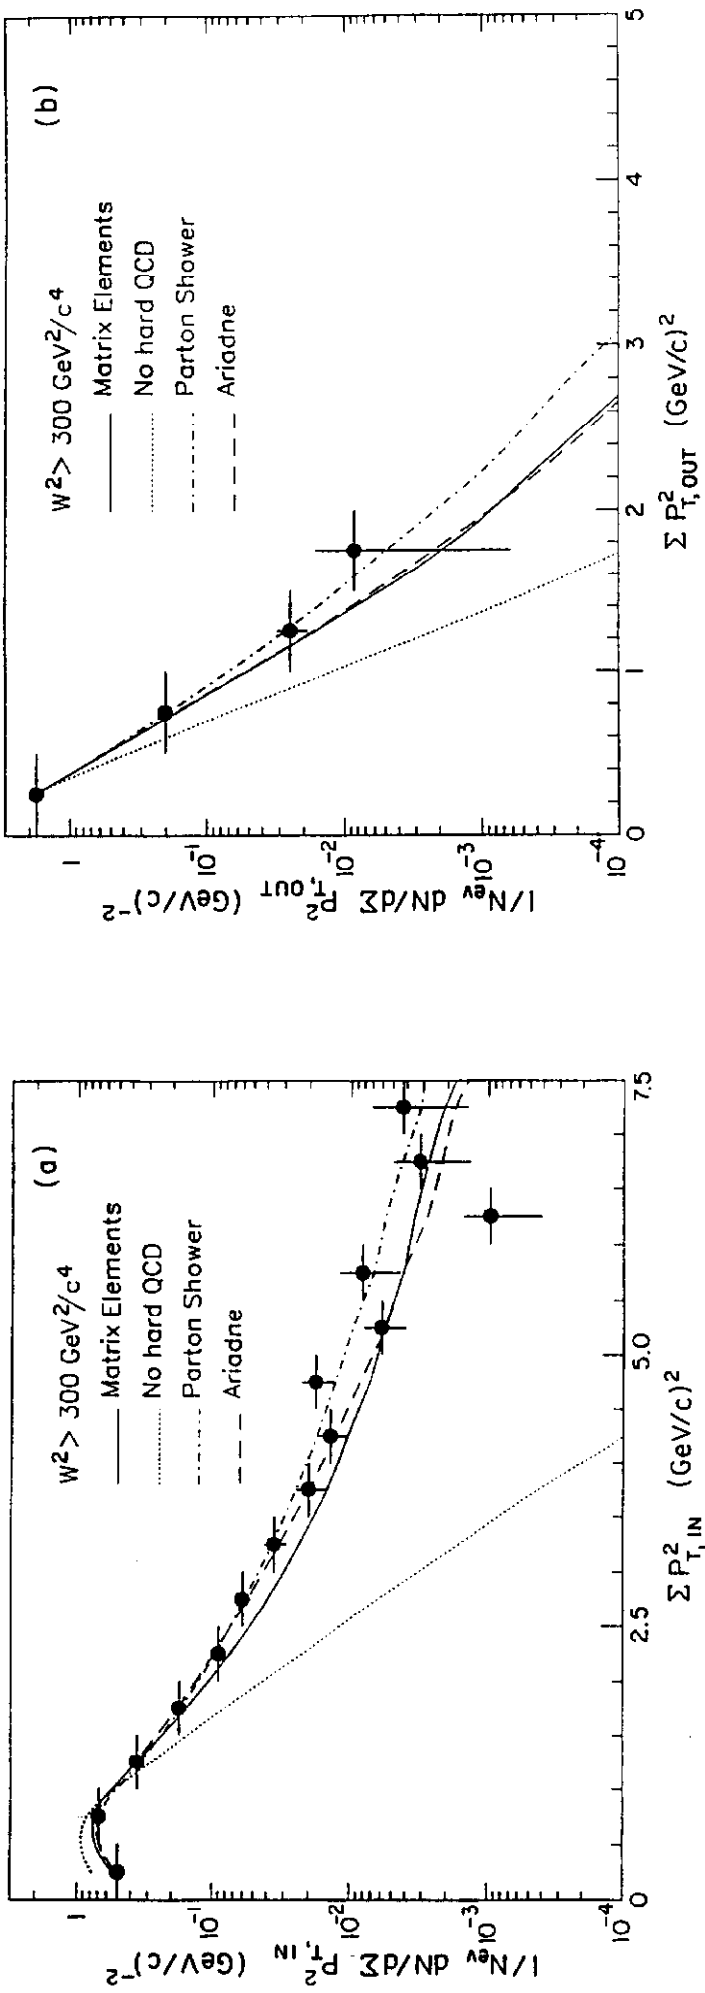 (a)
W²> 300 GeV²/c⁴
Matrix Elements
No hard QCD
Parton Shower
Ariadne
1/N_ev dN/dΣ P²_T,IN (GeV/c)⁻²
1
10⁻¹
10⁻²
10⁻³
10⁻⁴
0
2.5
5.0
7.5
Σ P²_T,IN (GeV/c)²
(b)
W²> 300 GeV²/c⁴
Matrix Elements
No hard QCD
Parton Shower
Ariadne
1/N_ev dN/dΣ P²_T,OUT (GeV/c)⁻²
1
10⁻¹
10⁻²
10⁻³
10⁻⁴
0
1
2
3
4
5
Σ P²_T,OUT (GeV/c)²